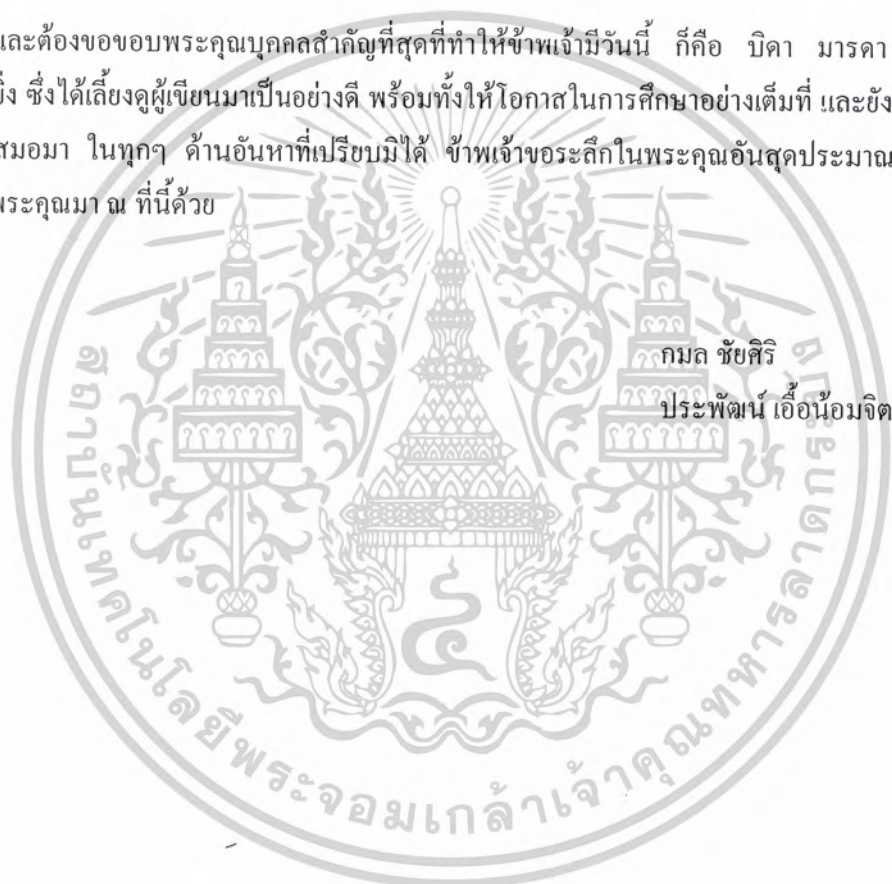 และต้องขอขอบพระคุณบุคคลสำคัญที่สุดที่ทำให้ข้าพเจ้ามีวันนี้ ก็คือ บิดา มารดา
ยิ่ง ซึ่งได้เลี้ยงดูผู้เขียนมาเป็นอย่างดี พร้อมทั้งให้โอกาสในการศึกษาอย่างเต็มที่ และยัง
สมอมา ในทุกๆ ด้านอันหาที่เปรียบมิได้ ข้าพเจ้าขอระลึกในพระคุณอันสุดประมาณ
พระคุณมา ณ ที่นี้ด้วย
กมล ชัยศิริ
ประพัฒน์ เอื้อน้อมจิต
สถาบันเทคโนโลยีพระจอมเกล้าเจ้าคุณทหารลาดกระบัง